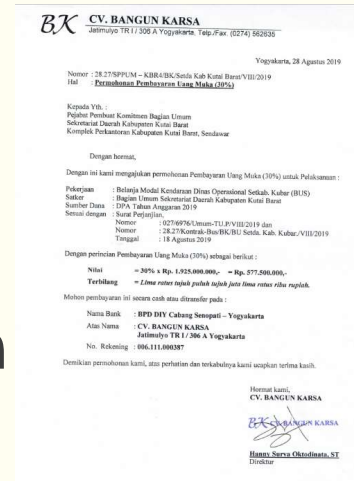 BK CV. BANGUN KARSA
Jatimulyo TR I / 306 A Yogyakarta, Telp./Fax. (0274) 562635
Yogyakarta, 28 Agustus 2019
Nomor : 28.27/SPPUM – KBR4/BK/Setda Kab Kutai Barat/VIII/2019
Hal : Permohonan Pembayaran Uang Muka (30%)
Kepada Yth. :
Pejabat Pembuat Komitmen Bagian Umum
Sekretariat Daerah Kabupaten Kutai Barat
Komplek Perkantoran Kabupaten Kutai Barat, Sendawar
Dengan hormat,
Dengan ini kami mengajukan permohonan Pembayaran Uang Muka (30%) untuk Pelaksanaan :
Pekerjaan : Belanja Modal Kendaraan Dinas Operasional Setkab. Kubar (BUS)
Satker : Bagian Umum Sekretariat Daerah Kabupaten Kutai Barat
Sumber Dana : DPA Tahun Anggaran 2019
Sesuai dengan : Surat Perjanjian,
Nomor : 027/6976/Umum-TU.P/VIII/2019 dan
Nomor : 28.27/Kontrak-Bus/BK/BU Setda. Kab. Kubar./VIII/2019
Tanggal : 18 Agustus 2019
Dengan perincian Pembayaran Uang Muka (30%) sebagai berikut :
Nilai = 30% x Rp. 1.925.000.000,- = Rp. 577.500.000,-
Terbilang = Lima ratus tujuh puluh tujuh juta lima ratus ribu rupiah.
Mohon pembayaran ini secara cash atau ditransfer pada :
Nama Bank : BPD DIY Cabang Senopati – Yogyakarta
Atas Nama : CV. BANGUN KARSA
Jatimulyo TR I / 306 A Yogyakarta
No. Rekening : 006.111.000387
Demikian permohonan kami, atas perhatian dan terkabulnya kami ucapkan terima kasih.
Hormat kami,
CV. BANGUN KARSA
BK CV. BANGUN KARSA
Hanny Surya Oktodinata, ST
Direktur